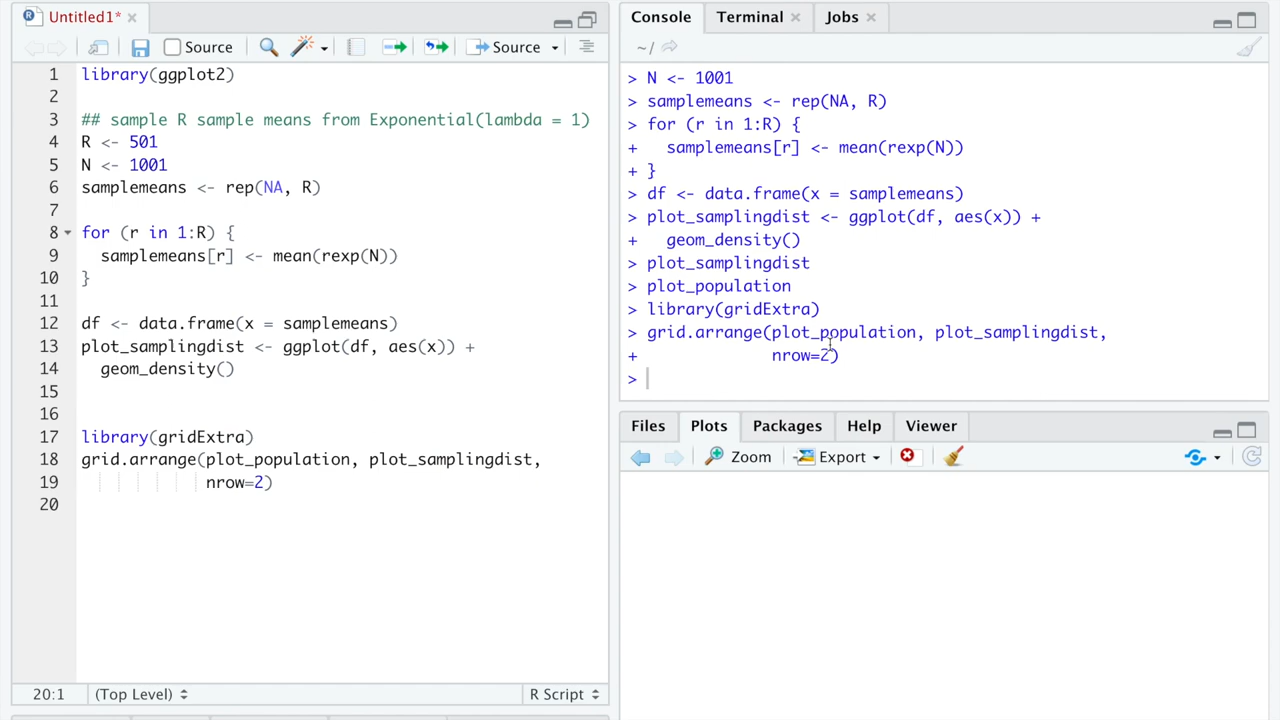 Untitled1*
Source
Source
1 library(ggplot2)
2
3 ## sample R sample means from Exponential(lambda = 1)
4 R <- 501
5 N <- 1001
6 samplemeans <- rep(NA, R)
7
8 for (r in 1:R) {
9 samplemeans[r] <- mean(rexp(N))
10 }
11
12 df <- data.frame(x = samplemeans)
13 plot_samplingdist <- ggplot(df, aes(x)) +
14 geom_density()
15
16
17 library(gridExtra)
18 grid.arrange(plot_population, plot_samplingdist,
19 nrow=2)
20
20:1 (Top Level) R Script
Console Terminal Jobs
~/
> N <- 1001
> samplemeans <- rep(NA, R)
> for (r in 1:R) {
+ samplemeans[r] <- mean(rexp(N))
+ }
> df <- data.frame(x = samplemeans)
> plot_samplingdist <- ggplot(df, aes(x)) +
+ geom_density()
> plot_samplingdist
> plot_population
> library(gridExtra)
> grid.arrange(plot_population, plot_samplingdist,
+ nrow=2)
>
Files Plots Packages Help Viewer
Zoom Export